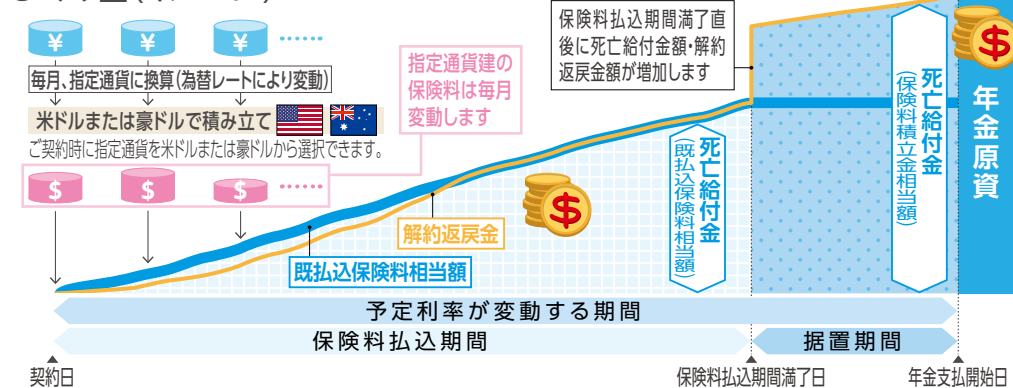 ¥ ¥ ¥ ……
毎月、指定通貨に換算(為替レートにより変動)
米ドルまたは豪ドルで積み立て
ご契約時に指定通貨を米ドルまたは豪ドルから選択できます。
$ $ $ ……
指定通貨建の
保険料は毎月
変動します
保険料払込期間満了直
後に死亡給付金額・解約
返戻金額が増加します
解約返戻金
既払込保険料相当額
$
死亡給付金
(既払込保険料相当額)
死亡給付金
(保険料積立金相当額)
$
年金原資
予定利率が変動する期間
保険料払込期間
据置期間
契約日
保険料払込期間満了日
年金支払開始日